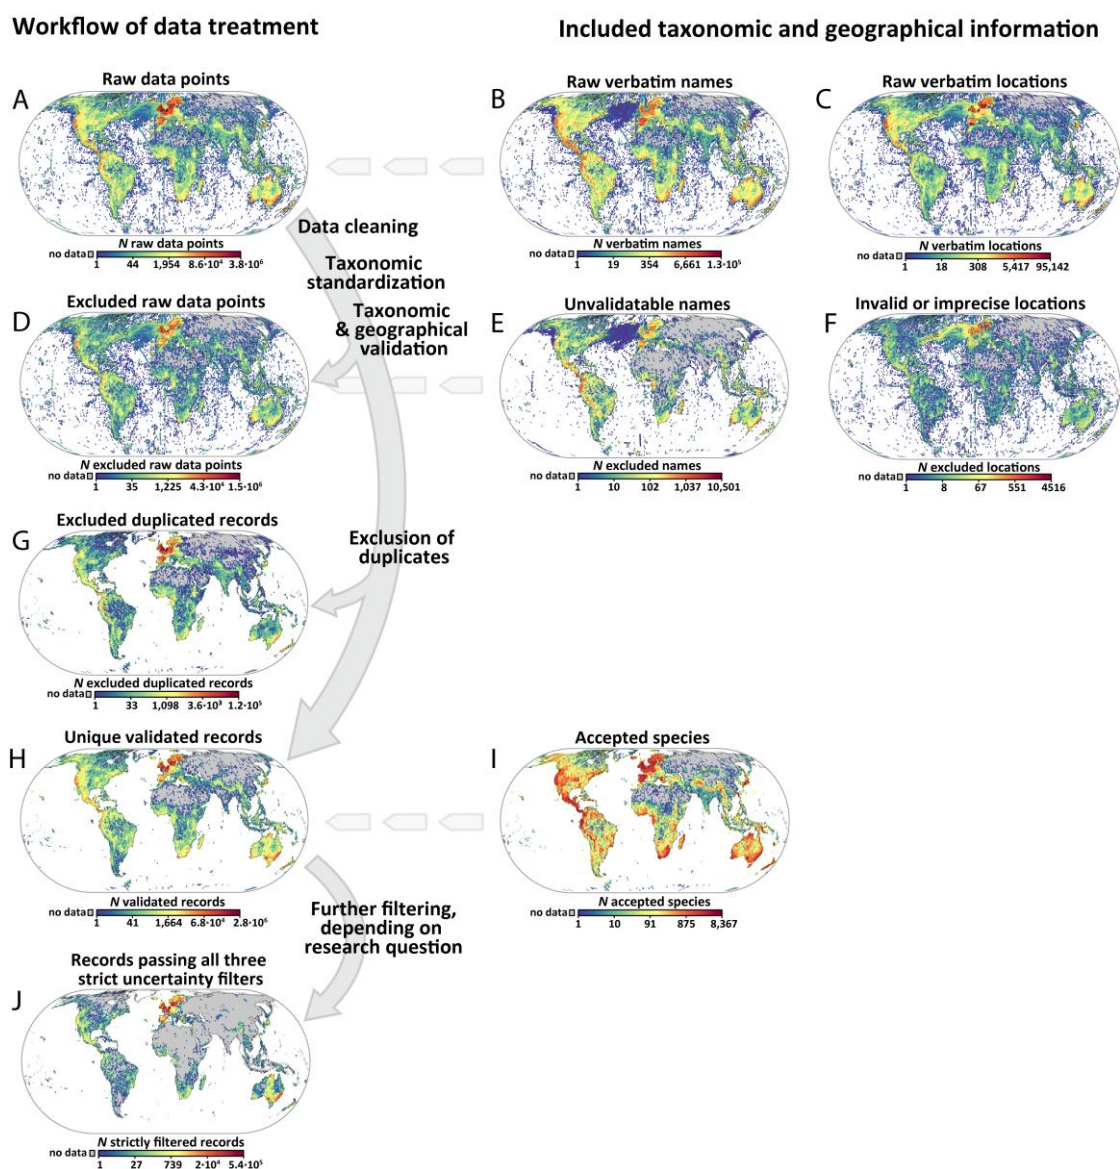 Workflow of data treatment
Included taxonomic and geographical information
A
Raw data points
N raw data points
no data
1 44 1,954 8.6·10⁴ 3.8·10⁶
B
Raw verbatim names
N verbatim names
no data
1 19 354 6,661 1.3·10⁵
C
Raw verbatim locations
N verbatim locations
no data
1 18 308 5,417 95,142
Data cleaning
Taxonomic
standardization
Taxonomic
& geographical
validation
D
Excluded raw data points
N excluded raw data points
no data
1 35 1,225 4.3·10⁴ 1.5·10⁶
E
Unvalidatable names
N excluded names
no data
1 10 102 1,037 10,501
F
Invalid or imprecise locations
N excluded locations
no data
1 8 67 551 4516
G
Excluded duplicated records
N excluded duplicated records
no data
1 33 1,098 3.6·10³ 1.2·10⁵
Exclusion of
duplicates
H
Unique validated records
N validated records
no data
1 41 1,664 6.8·10⁴ 2.8·10⁶
I
Accepted species
N accepted species
no data
1 10 91 875 8,367
Further filtering,
depending on
research question
J
Records passing all three
strict uncertainty filters
N strictly filtered records
no data
1 27 739 2·10⁴ 5.4·10⁵